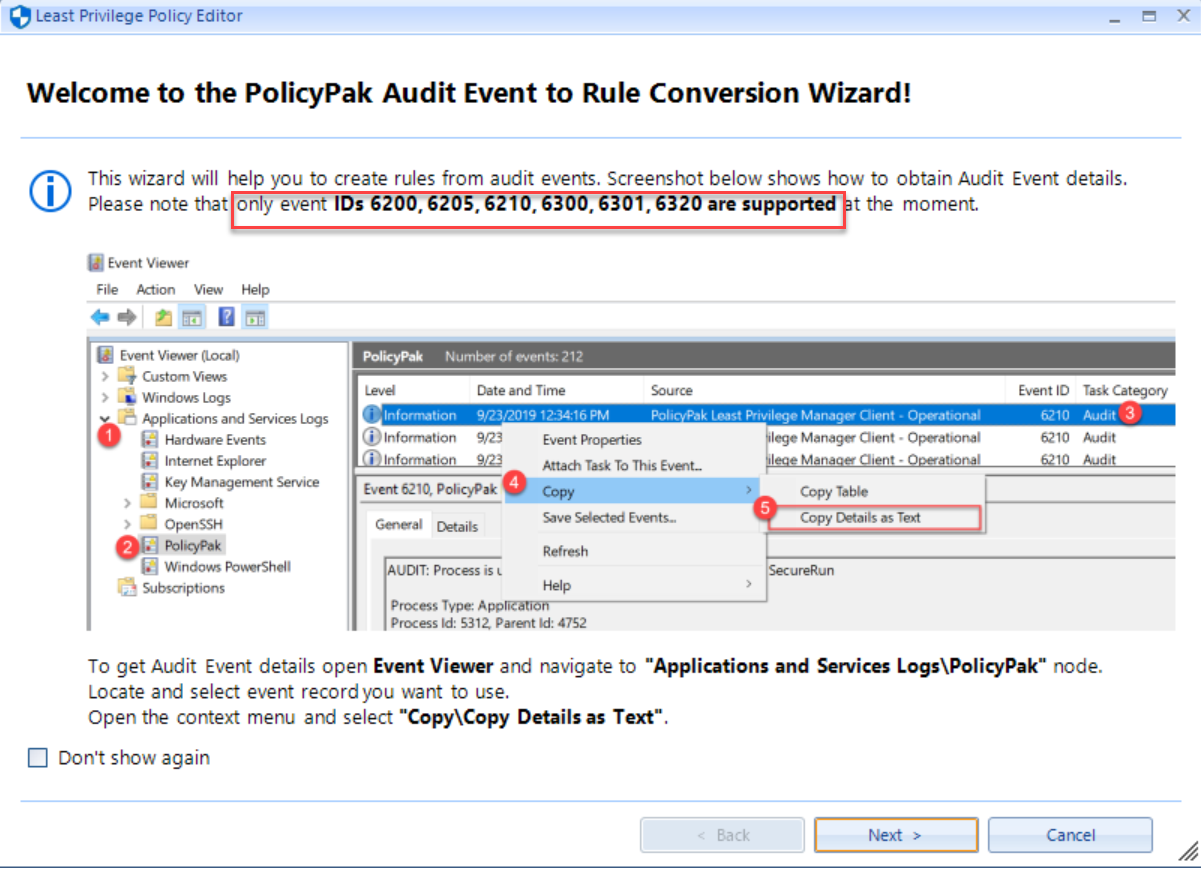 Least Privilege Policy Editor
Welcome to the PolicyPak Audit Event to Rule Conversion Wizard!
This wizard will help you to create rules from audit events. Screenshot below shows how to obtain Audit Event details.
Please note that only event IDs 6200, 6205, 6210, 6300, 6301, 6320 are supported at the moment.
Event Viewer
File Action View Help
Event Viewer (Local)
Custom Views
Windows Logs
Applications and Services Logs
1
Hardware Events
Internet Explorer
Key Management Service
Microsoft
OpenSSH
2 PolicyPak
Windows PowerShell
Subscriptions
PolicyPak Number of events: 212
Level Date and Time Source Event ID Task Category
Information 9/23/2019 12:34:16 PM PolicyPak Least Privilege Manager Client - Operational 6210 Audit 3
Information 9/23 vilege Manager Client - Operational 6210 Audit
Information 9/23 vilege Manager Client - Operational 6210 Audit
Event 6210, PolicyPak
General Details
Event Properties
Attach Task To This Event...
4 Copy >
Save Selected Events...
Refresh
Help >
Copy Table
5 Copy Details as Text
AUDIT: Process is SecureRun
Process Type: Application
Process Id: 5312, Parent Id: 4752
To get Audit Event details open Event Viewer and navigate to "Applications and Services Logs\PolicyPak" node.
Locate and select event record you want to use.
Open the context menu and select "Copy\Copy Details as Text".
Don't show again
< Back
Next >
Cancel